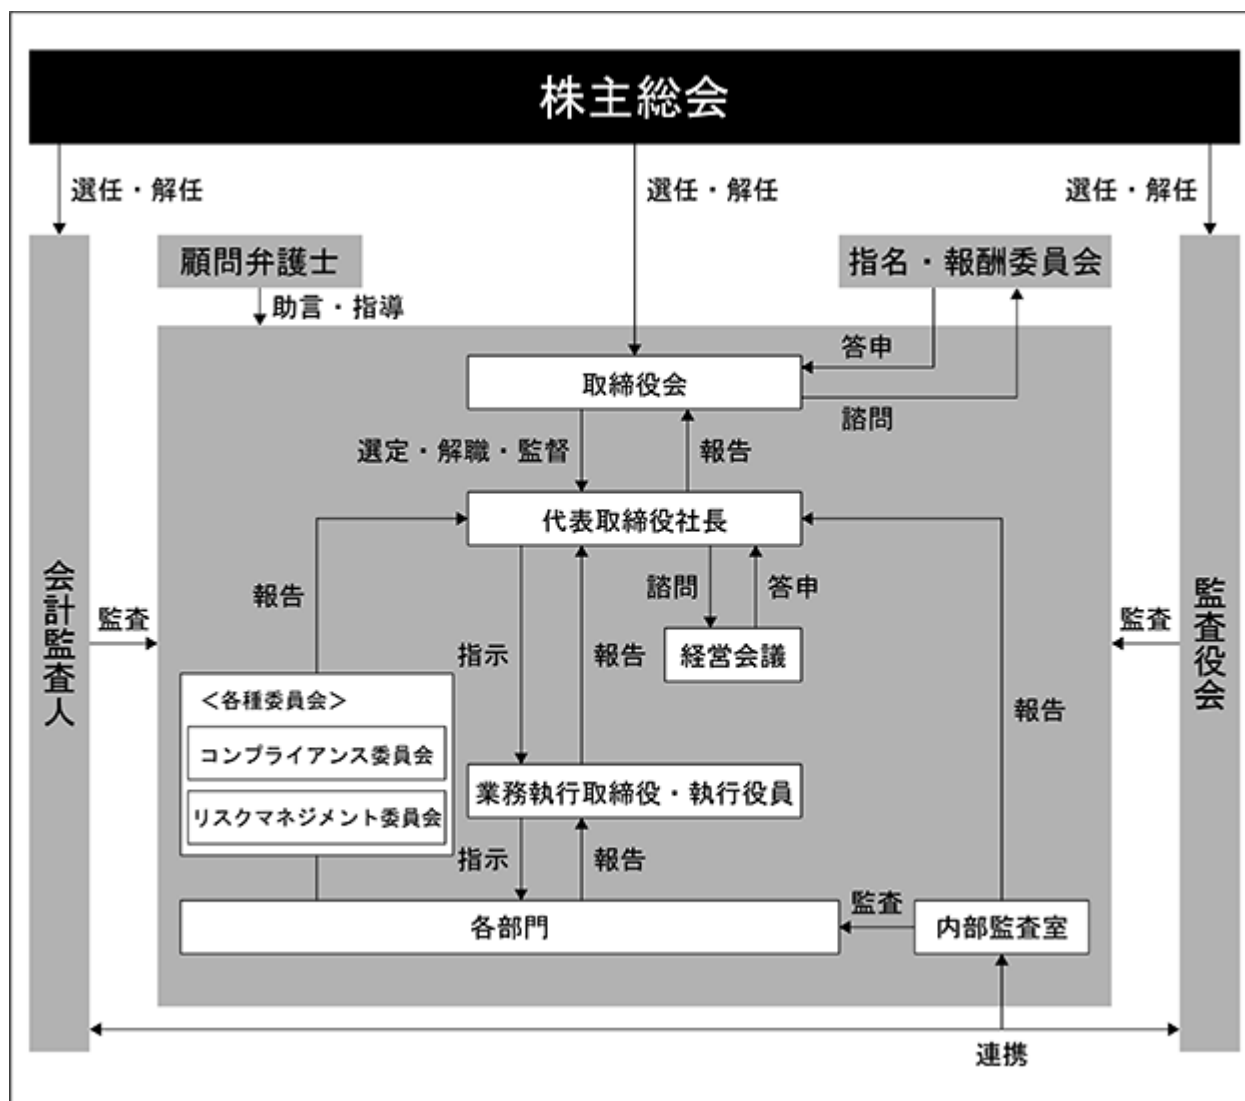 株主総会
選任・解任
選任・解任
選任・解任
顧問弁護士
指名・報酬委員会
助言・指導
答申
取締役会
諮問
選定・解職・監督
報告
代表取締役社長
会計監査人
監査
報告
諮問
答申
経営会議
監査
監査役会
指示
報告
報告
<各種委員会>
コンプライアンス委員会
リスクマネジメント委員会
業務執行取締役・執行役員
指示
報告
各部門
監査
内部監査室
連携